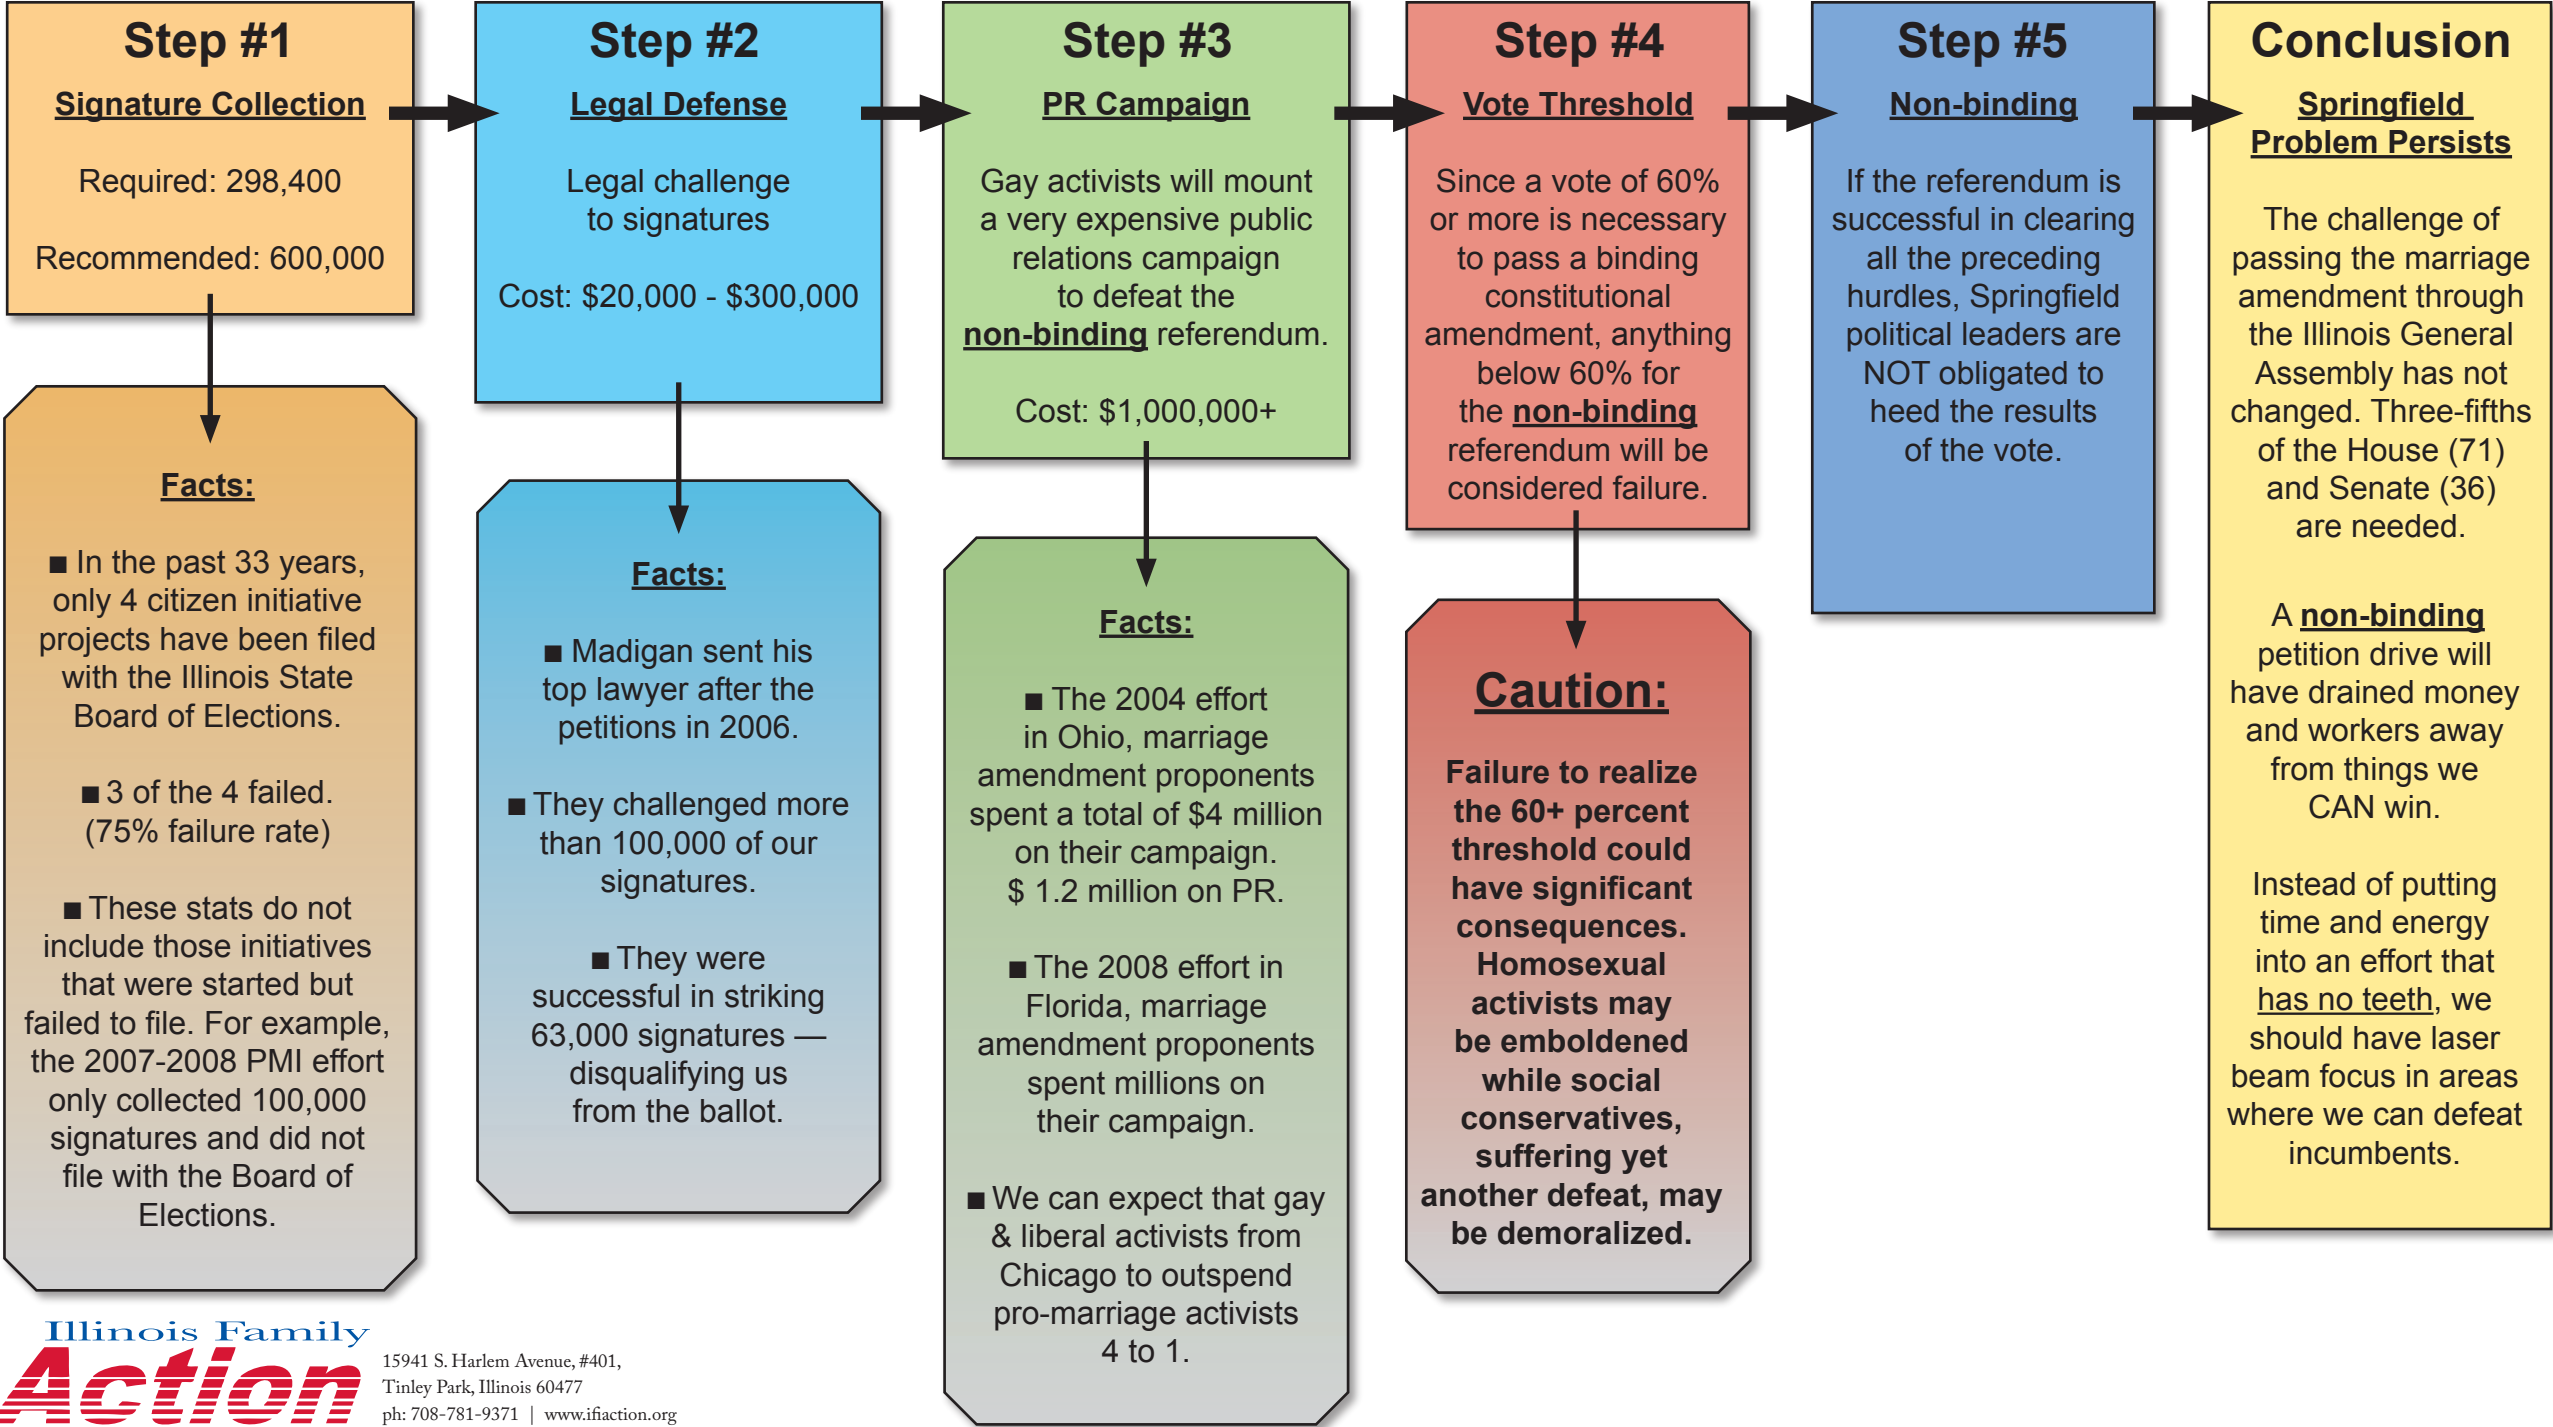 Step #1
Signature Collection
Required: 298,400
Recommended: 600,000
Facts:
■ In the past 33 years,
only 4 citizen initiative
projects have been filed
with the Illinois State
Board of Elections.
■ 3 of the 4 failed.
(75% failure rate)
■ These stats do not
include those initiatives
that were started but
failed to file. For example,
the 2007-2008 PMI effort
only collected 100,000
signatures and did not
file with the Board of
Elections.
Step #2
Legal Defense
Legal challenge
to signatures
Cost: $20,000 - $300,000
Facts:
■ Madigan sent his
top lawyer after the
petitions in 2006.
■ They challenged more
than 100,000 of our
signatures.
■ They were
successful in striking
63,000 signatures —
disqualifying us
from the ballot.
Step #3
PR Campaign
Gay activists will mount
a very expensive public
relations campaign
to defeat the
non-binding referendum.
Cost: $1,000,000+
Facts:
■ The 2004 effort
in Ohio, marriage
amendment proponents
spent a total of $4 million
on their campaign.
$ 1.2 million on PR.
■ The 2008 effort in
Florida, marriage
amendment proponents
spent millions on
their campaign.
■ We can expect that gay
& liberal activists from
Chicago to outspend
pro-marriage activists
4 to 1.
Step #4
Vote Threshold
Since a vote of 60%
or more is necessary
to pass a binding
constitutional
amendment, anything
below 60% for
the non-binding
referendum will be
considered failure.
Caution:
Failure to realize
the 60+ percent
threshold could
have significant
consequences.
Homosexual
activists may
be emboldened
while social
conservatives,
suffering yet
another defeat, may
be demoralized.
Step #5
Non-binding
If the referendum is
successful in clearing
all the preceding
hurdles, Springfield
political leaders are
NOT obligated to
heed the results
of the vote.
Conclusion
Springfield
Problem Persists
The challenge of
passing the marriage
amendment through
the Illinois General
Assembly has not
changed. Three-fifths
of the House (71)
and Senate (36)
are needed.
A non-binding
petition drive will
have drained money
and workers away
from things we
CAN win.
Instead of putting
time and energy
into an effort that
has no teeth, we
should have laser
beam focus in areas
where we can defeat
incumbents.
Illinois Family
Action
15941 S. Harlem Avenue, #401,
Tinley Park, Illinois 60477
ph: 708-781-9371 | www.ifiaction.org